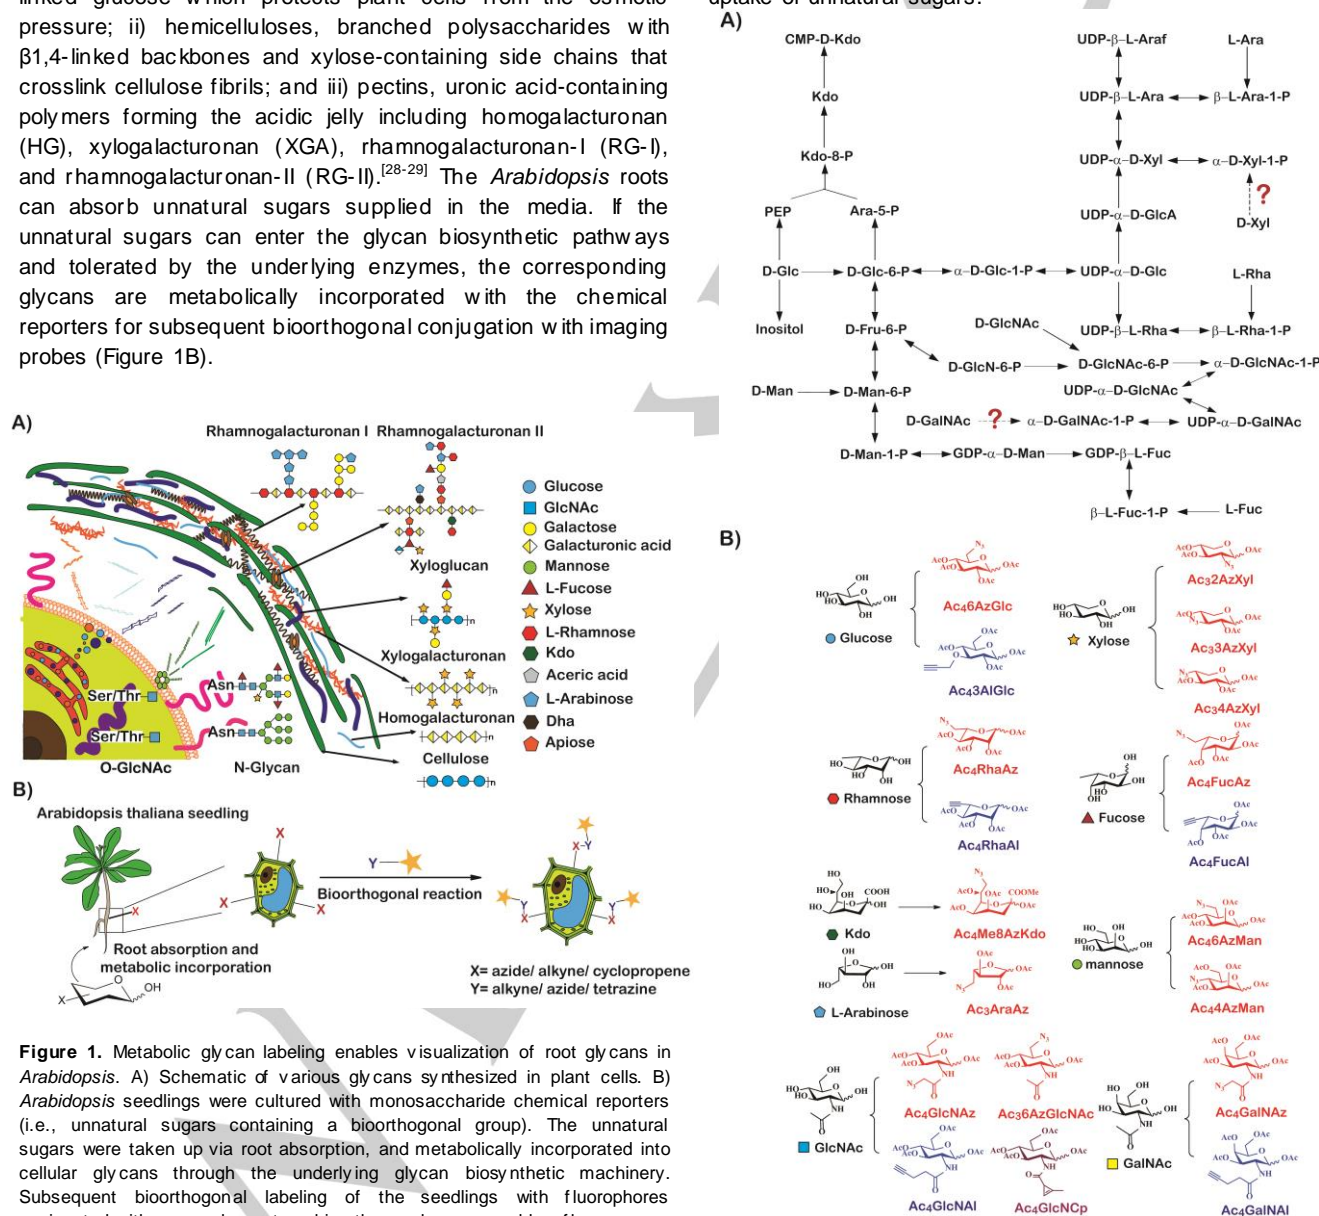 linked glucose which protects plant cells from the osmotic
pressure; ii) hemicelluloses, branched polysaccharides with
β1,4-linked backbones and xylose-containing side chains that
crosslink cellulose fibrils; and iii) pectins, uronic acid-containing
polymers forming the acidic jelly including homogalacturonan
(HG), xylogalacturonan (XGA), rhamnogalacturonan-I (RG-I),
and rhamnogalacturonan-II (RG-II).[28-29] The Arabidopsis roots
can absorb unnatural sugars supplied in the media. If the
unnatural sugars can enter the glycan biosynthetic pathways
and tolerated by the underlying enzymes, the corresponding
glycans are metabolically incorporated with the chemical
reporters for subsequent bioorthogonal conjugation with imaging
probes (Figure 1B).
A)
Rhamnogalacturonan I Rhamnogalacturonan II
Xyloglucan
Xylogalacturonan
Homogalacturonan
Cellulose
n
n
n
n
Glucose
GlcNAc
Galactose
Galacturonic acid
Mannose
L-Fucose
Xylose
L-Rhamnose
Kdo
Aceric acid
L-Arabinose
Dha
Apiose
Ser/Thr
Ser/Thr
Asn
Asn
O-GlcNAc N-Glycan
B)
Arabidopsis thaliana seedling
X
X
X
X
Y
Bioorthogonal reaction
X-Y
Y
X
Y
X
Root absorption and
metabolic incorporation
X
O
OH
X= azide/ alkyne/ cyclopropene
Y= alkyne/ azide/ tetrazine
Figure 1. Metabolic glycan labeling enables visualization of root glycans in
Arabidopsis. A) Schematic of various glycans synthesized in plant cells. B)
Arabidopsis seedlings were cultured with monosaccharide chemical reporters
(i.e., unnatural sugars containing a bioorthogonal group). The unnatural
sugars were taken up via root absorption, and metabolically incorporated into
cellular glycans through the underlying glycan biosynthetic machinery.
Subsequent bioorthogonal labeling of the seedlings with fluorophores
uptake of unnatural sugars.
A)
CMP-D-Kdo UDP-β-L-Araf L-Ara
Kdo UDP-β-L-Ara β-L-Ara-1-P
Kdo-8-P UDP-α-D-Xyl α-D-Xyl-1-P
?
PEP Ara-5-P UDP-α-D-GlcA D-Xyl
D-Glc D-Glc-6-P α-D-Glc-1-P UDP-α-D-Glc L-Rha
Inositol D-Fru-6-P D-GlcNAc UDP-β-L-Rha β-L-Rha-1-P
D-GlcN-6-P D-GlcNAc-6-P α-D-GlcNAc-1-P
D-Man D-Man-6-P UDP-α-D-GlcNAc
D-GalNAc ? α-D-GalNAc-1-P UDP-α-D-GalNAc
D-Man-1-P GDP-α-D-Man GDP-β-L-Fuc
β-L-Fuc-1-P L-Fuc
B)
Glucose
Ac46AzGlc
Ac43AlGlc
Xylose
Ac32AzXyl
Ac33AzXyl
Ac34AzXyl
Rhamnose
Ac4RhaAz
Ac4RhaAl
Fucose
Ac4FucAz
Ac4FucAl
Kdo
Ac4Me8AzKdo
L-Arabinose
Ac3AraAz
mannose
Ac46AzMan
Ac44AzMan
GlcNAc
Ac4GlcNAz
Ac36AzGlcNAc
Ac4GlcNAl
Ac4GlcNCp
GalNAc
Ac4GalNAz
Ac4GalNAl